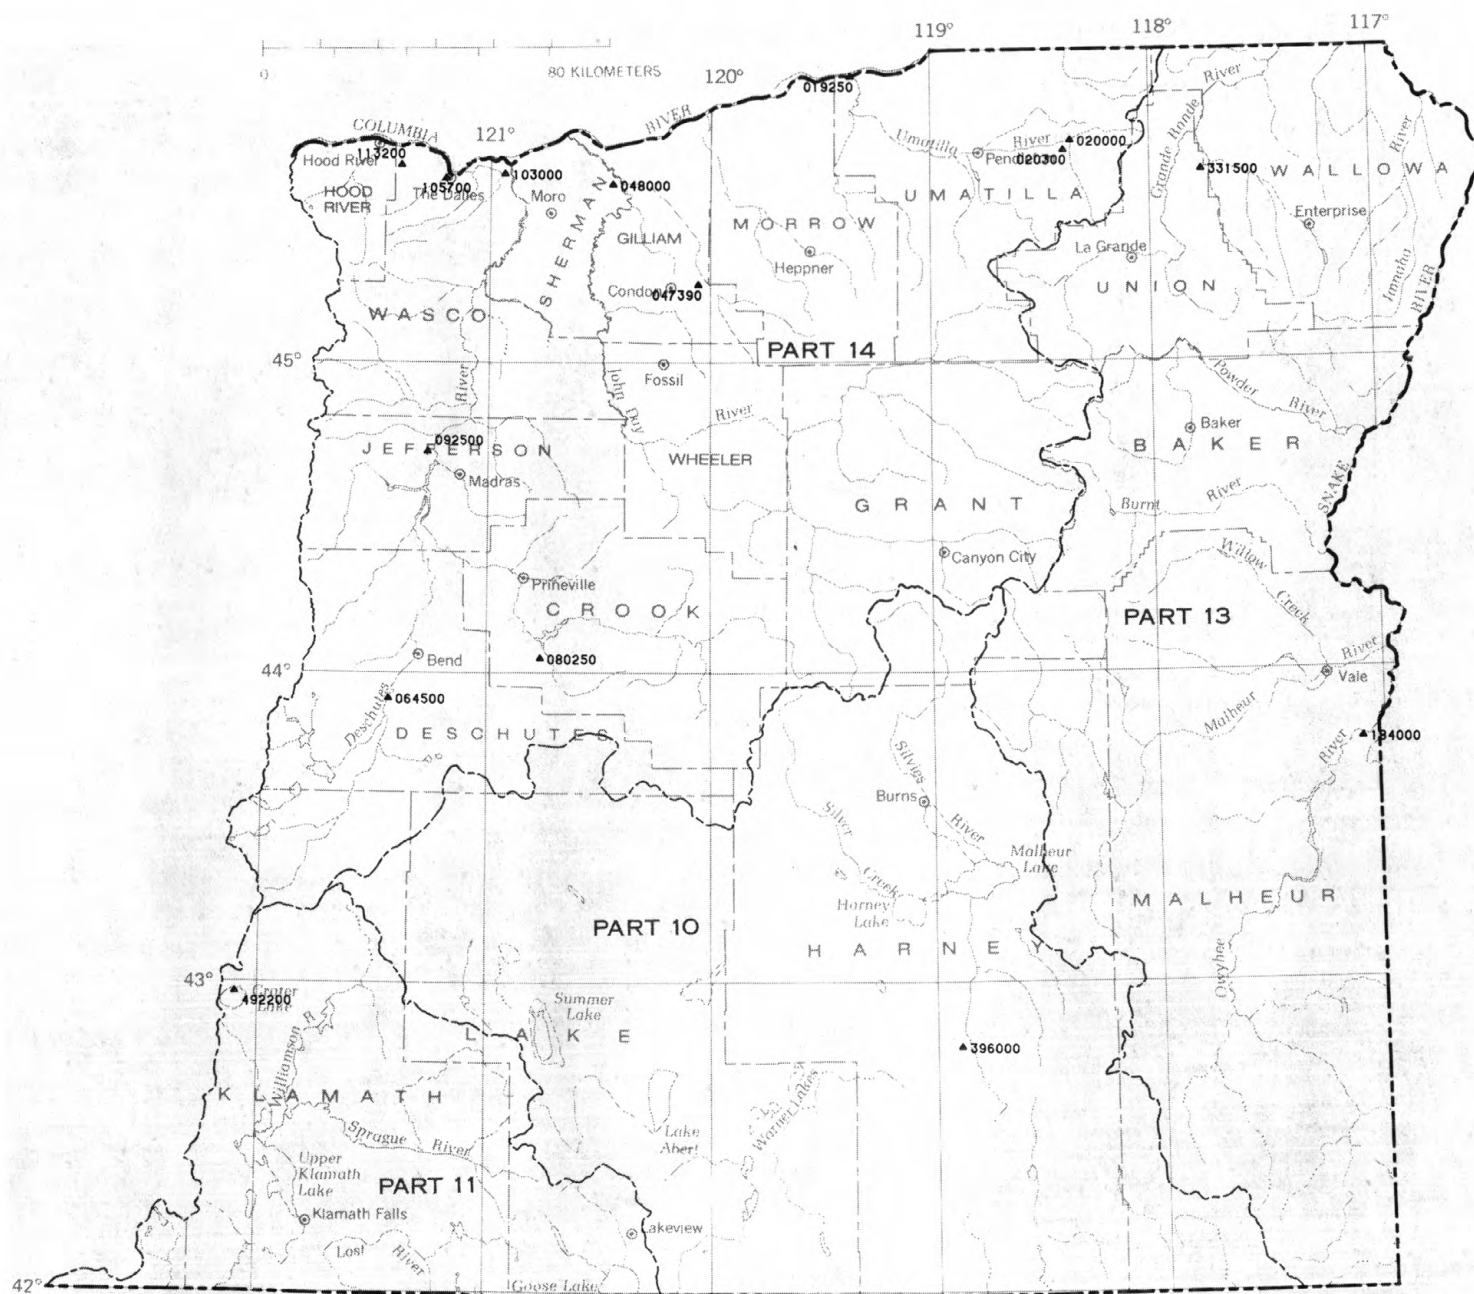 119°
118°
117°
0
80 KILOMETERS
120°
019250
River
COLUMBIA
121°
RIVER
Umatilla
River
020000
Grande Ronde
River
113200
Hood River
Pendleton
020300
331500
WALLOWA
HOOD
RIVER
105700
The Dalles
103000
Moro
048000
UMATILLA
SHERMAN
GILLIAM
MORROW
Enterprise
Heppner
La Grande
Condon
047390
UNION
Imnaha
RIVER
WASCO
PART 14
45°
Fossil
River
John Day
River
Powder
River
092500
JEFFERSON
Baker
BAKER
WHEELER
Madras
GRANT
Burnt
River
SNAKE
Canyon City
Willow
Creek
Prineville
CROOK
PART 13
River
Bend
080250
44°
Vale
064500
Deschutes
DESCHUTES
Malheur
River
184000
Silvies
River
Burns
Silver
Creek
Malheur
Lake
Harney
Lake
MALHEUR
PART 10
HARNEY
Owyhee
43°
Crater
Lake
492200
Summer
Lake
LAKE
Williamson R
396000
KLAMATH
Warner Lakes
Sprague
River
Lake
Abert
Upper
Klamath
Lake
PART 11
Klamath Falls
Lakeview
Lost
River
42°
Goose Lake